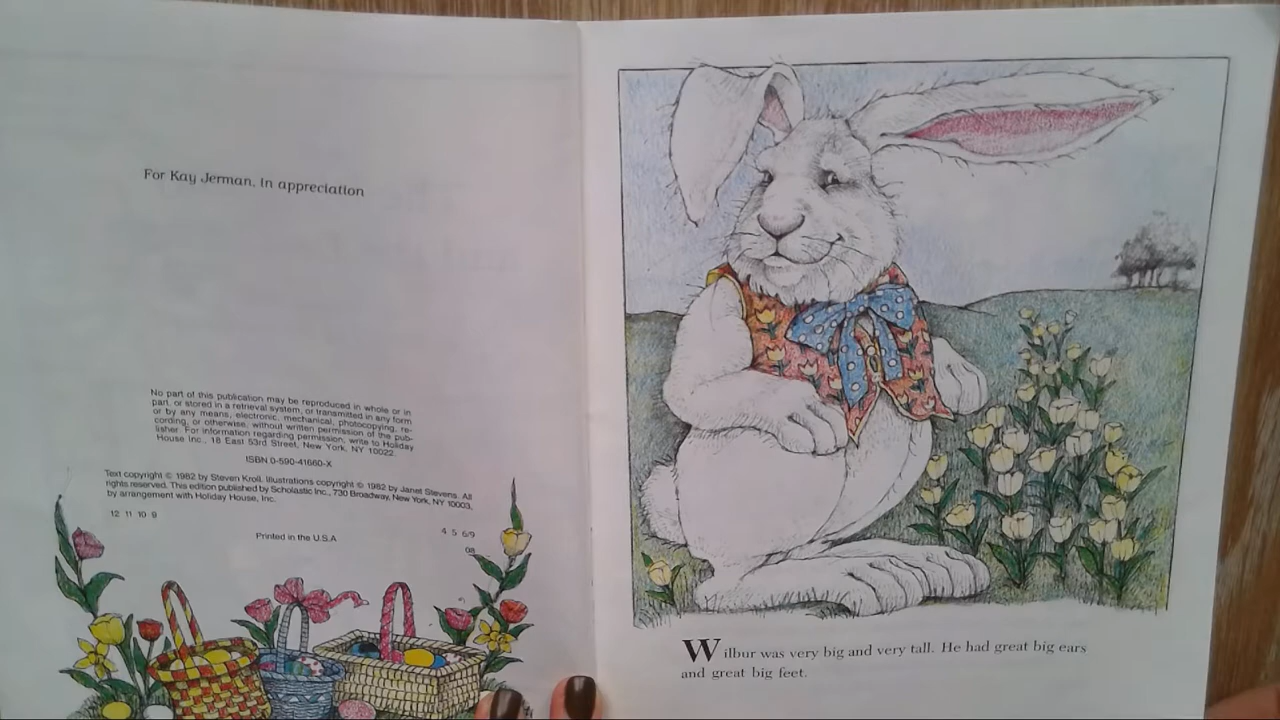 For Kay Jerman, in appreciation
No part of this publication may be reproduced in whole or in
part, or stored in a retrieval system, or transmitted in any form
or by any means, electronic, mechanical, photocopying, re-
cording, or otherwise, without written permission of the pub-
lisher. For information regarding permission, write to Holiday
House Inc., 18 East 53rd Street, New York, NY 10022.
ISBN 0-590-41660-X
Text copyright © 1982 by Steven Kroll. Illustrations copyright © 1982 by Janet Stevens. All
rights reserved. This edition published by Scholastic Inc., 730 Broadway, New York, NY 10003,
by arrangement with Holiday House, Inc.
12 11 10 9
4 5 6/9
Printed in the U.S.A
08
Wilbur was very big and very tall. He had great big ears
and great big feet.